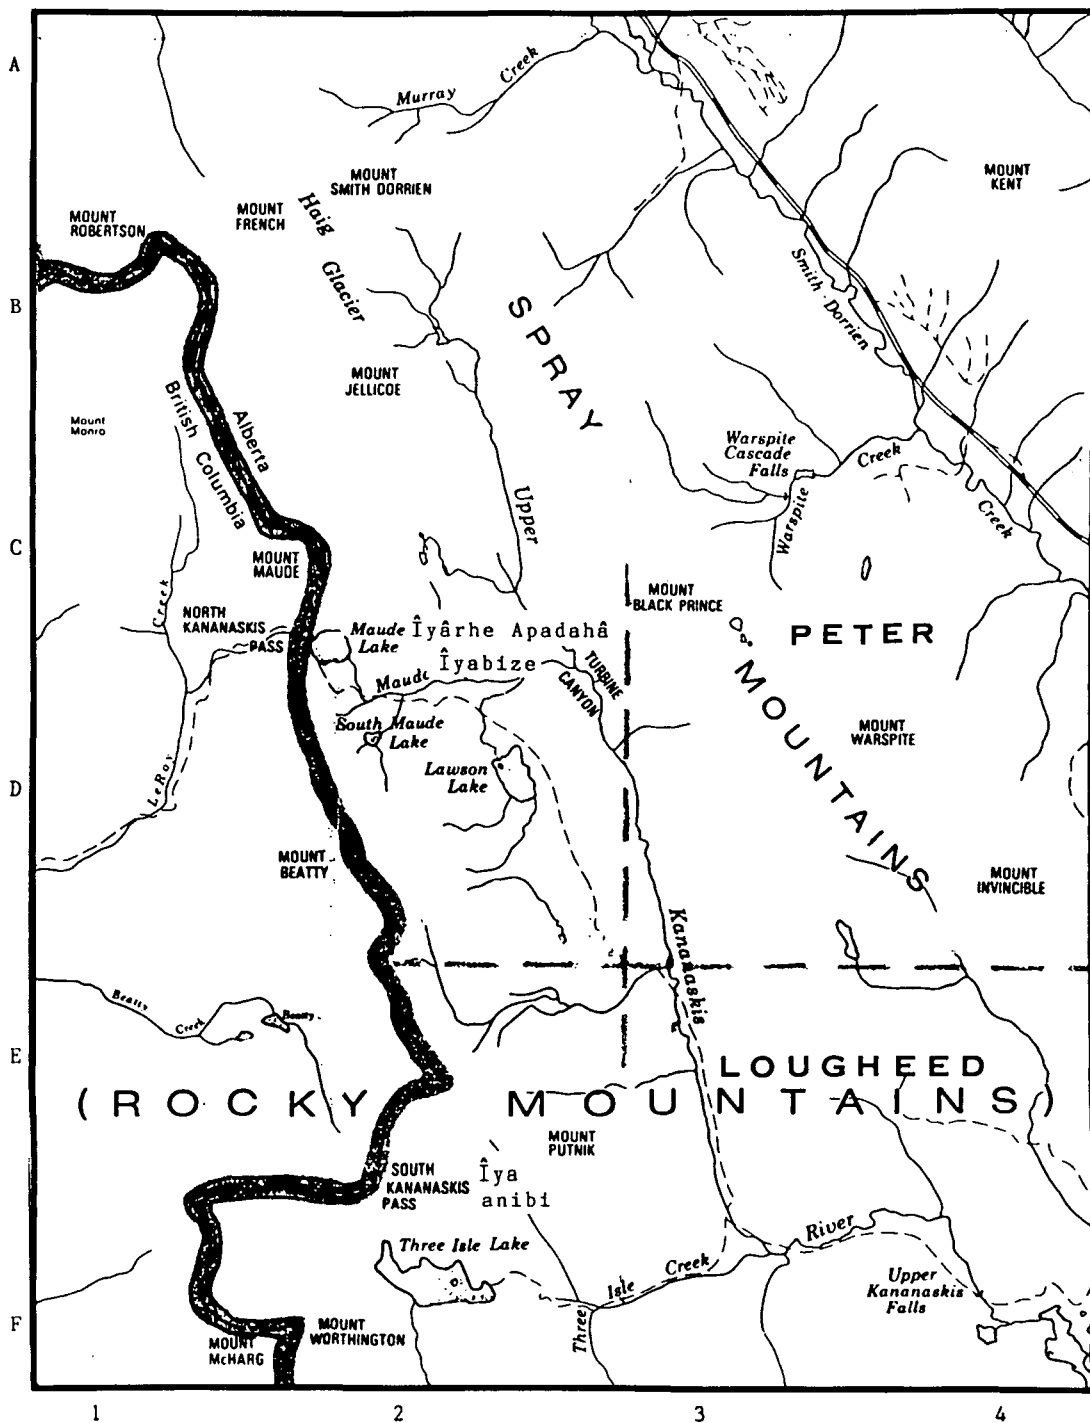 A
Murray Creek
MOUNT
SMITH DORRIEN
MOUNT
KENT
MOUNT
ROBERTSON
MOUNT
FRENCH
Haig
Glacier
B
SPRAY
Smith-Dorrien
MOUNT
JELLICOE
Mount
Monro
British Columbia
Alberta
Warspite
Cascade
Falls
Creek
Warspite
Creek
Upper
C
MOUNT
MAUDE
MOUNT
BLACK PRINCE
NORTH
KANANASKIS
PASS
Creek
Maude
Lake
Îyârhe Apadahâ
Îyabize
PETER
Maude
TURBINE
CANYON
MOUNTAINS
South Maude
Lake
MOUNT
WARSPITE
Lawson
Lake
D
LeRoy
MOUNT
BEATTY
MOUNT
INVINCIBLE
Kananaskis
Beatty
Creek
Beatty
E
LOUGHEED
(ROCKY MOUNTAINS)
MOUNT
PUTNIK
SOUTH
KANANASKIS
PASS
Îya
anibi
River
Three Isle Lake
Three Isle Creek
Upper
Kananaskis
Falls
F
MOUNT
WORTHINGTON
MOUNT
McHARG
1 2 3 4